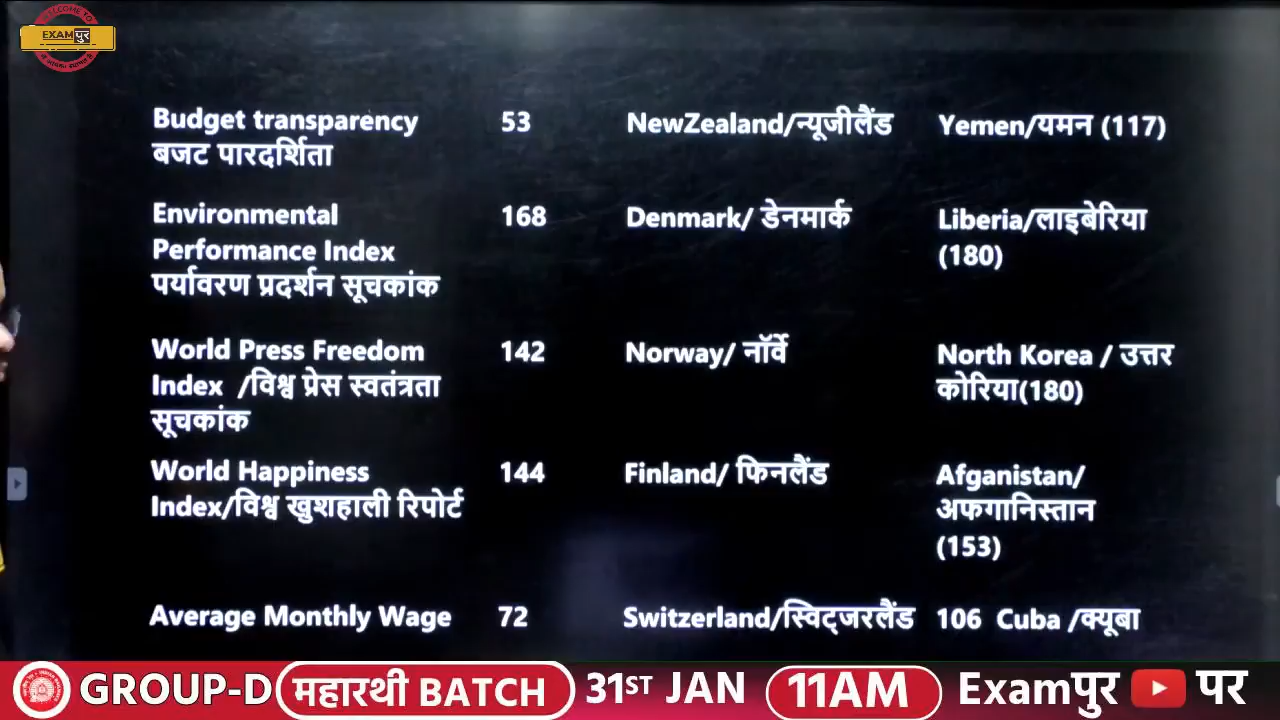 WELCOME TO
EXAMपुर
Budget transparency 53 NewZealand/न्यूजीलैंड Yemen/यमन (117)
बजट पारदर्शिता
Environmental 168 Denmark/ डेनमार्क Liberia/लाइबेरिया
Performance Index (180)
पर्यावरण प्रदर्शन सूचकांक
World Press Freedom 142 Norway/ नॉर्वे North Korea / उत्तर
Index /विश्व प्रेस स्वतंत्रता कोरिया(180)
सूचकांक
World Happiness 144 Finland/ फिनलैंड Afganistan/
Index/विश्व खुशहाली रिपोर्ट अफगानिस्तान
(153)
Average Monthly Wage 72 Switzerland/स्विट्जरलैंड 106 Cuba /क्यूबा
GROUP-D महारथी BATCH 31ST JAN 11AM Examपुर पर